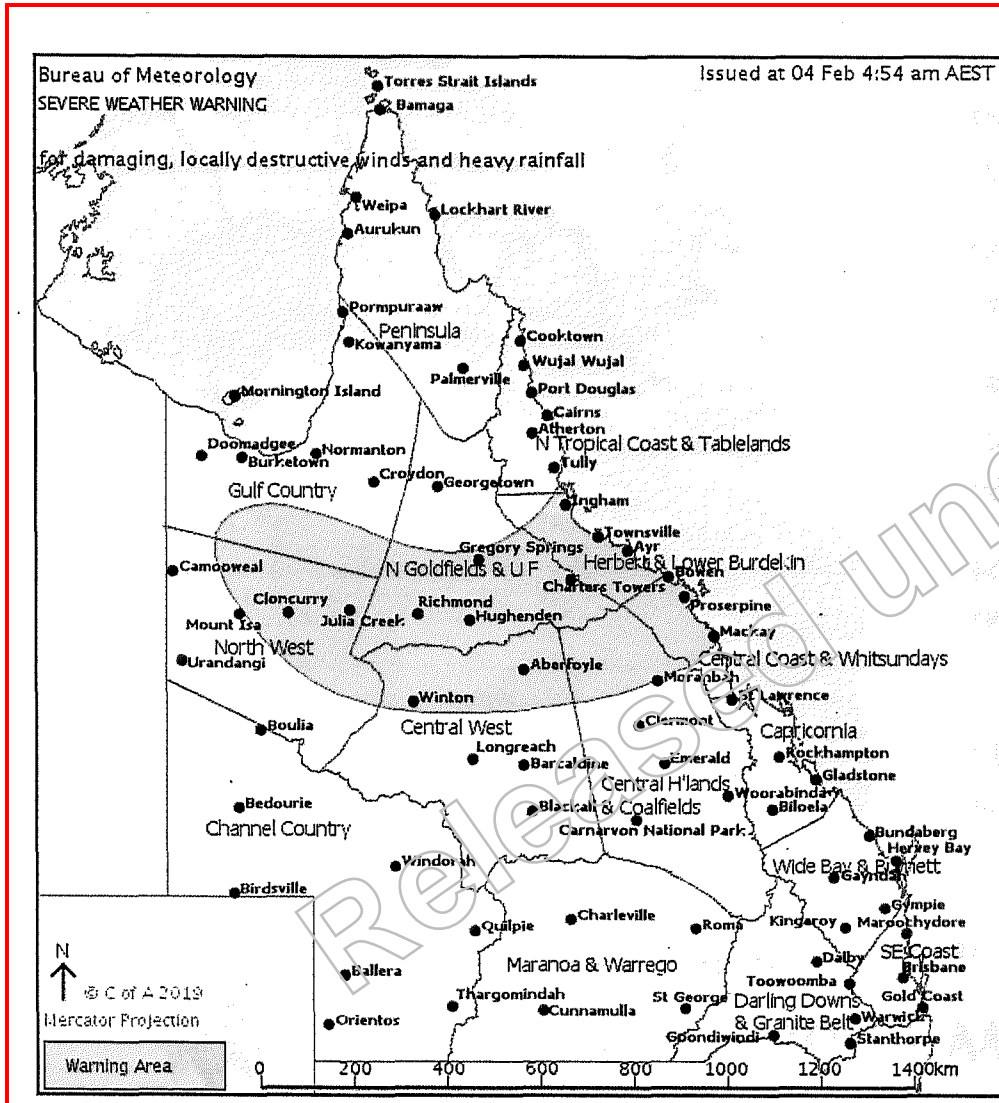 Bureau of Meteorology
Issued at 04 Feb 4:54 am AEST
SEVERE WEATHER WARNING
for damaging, locally destructive winds and heavy rainfall
Torres Strait Islands
Bamaga
Weipa
Lockhart River
Aurukun
Pormpuraaw
Peninsula
Kowanyama
Cooktown
Wujal Wujal
Palmerville
Port Douglas
Mornington Island
Cairns
Atherton
N Tropical Coast & Tablelands
Doomadgee
Burketown
Normanton
Tully
Croydon
Georgetown
Gulf Country
Ingham
Townsville
Ayr
Gregory Springs
Herbert & Lower Burdekin
Camooweal
N Goldfields & U F
Charters Towers
Bowen
Cloncurry
Richmond
Proserpine
Mount Isa
Julia Creek
Hughenden
Mackay
North West
Urandangi
Aberfoyle
Central Coast & Whitsundays
Moranbah
Winton
St Lawrence
Boulia
Central West
Clermont
Capricornia
Longreach
Barcaldine
Emerald
Rockhampton
Gladstone
Central H'lands
& Coalfields
Woorabinda
Bedourie
Blackall
Biloela
Channel Country
Carnarvon National Park
Bundaberg
Hervey Bay
Windorah
Wide Bay & Burnett
Gayndah
Birdsville
Gympie
Quilpie
Charleville
Roma
Kingaroy
Maroochydore
N
Ballera
Maranoa & Warrego
Dalby
SE Coast
Brisbane
Toowoomba
© C of A 2019
Thargomindah
St George
Gold Coast
Mercator Projection
Orientos
Cunnamulla
Darling Downs
& Granite Belt
Warwick
Goondiwindi
Stanthorpe
Warning Area
0 200 400 600 800 1000 1200 1400km
Released und